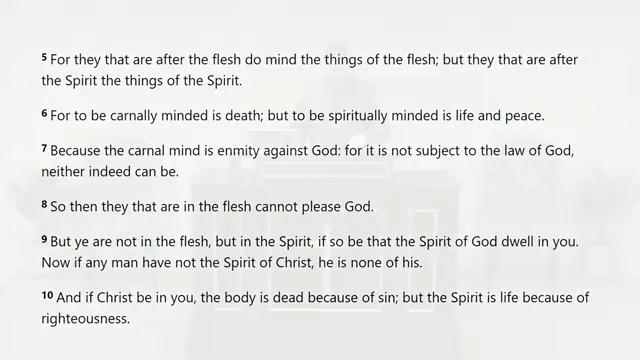 5 For they that are after the flesh do mind the things of the flesh; but they that are after
the Spirit the things of the Spirit.
6 For to be carnally minded is death; but to be spiritually minded is life and peace.
7 Because the carnal mind is enmity against God: for it is not subject to the law of God,
neither indeed can be.
8 So then they that are in the flesh cannot please God.
9 But ye are not in the flesh, but in the Spirit, if so be that the Spirit of God dwell in you.
Now if any man have not the Spirit of Christ, he is none of his.
10 And if Christ be in you, the body is dead because of sin; but the Spirit is life because of
righteousness.